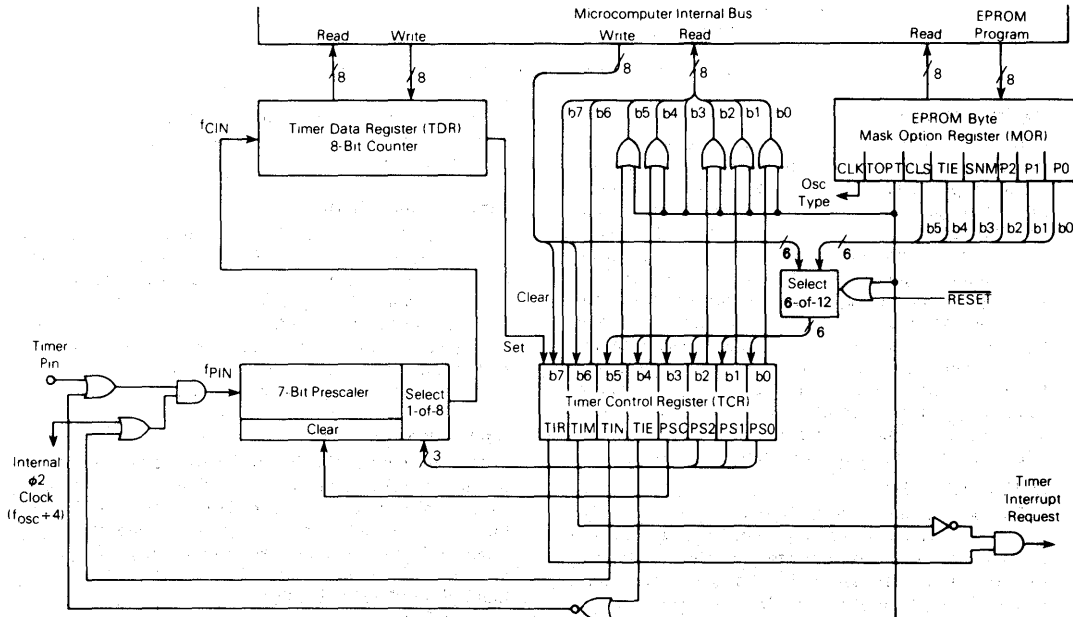 Microcomputer Internal Bus
Read
Write
Write
Read
Read
EPROM
Program
8
8
8
8
8
8
fCIN
Timer Data Register (TDR)
8-Bit Counter
b7
b6
b5
b4
b3
b2
b1
b0
EPROM Byte
Mask Option Register (MOR)
CLK
TOPT
CLS
TIE
SNM
P2
P1
P0
Osc
Type
b5
b4
b3
b2
b1
b0
6
6
Select
6-of-12
RESET
6
Clear
Set
Timer
Pin
fPIN
7-Bit Prescaler
Select
1-of-8
Clear
3
b7
b6
b5
b4
b3
b2
b1
b0
Timer Control Register (TCR)
TIR
TIM
TIN
TIE
PSC
PS2
PS1
PS0
Internal
ϕ2
Clock
(fosc÷4)
Timer
Interrupt
Request